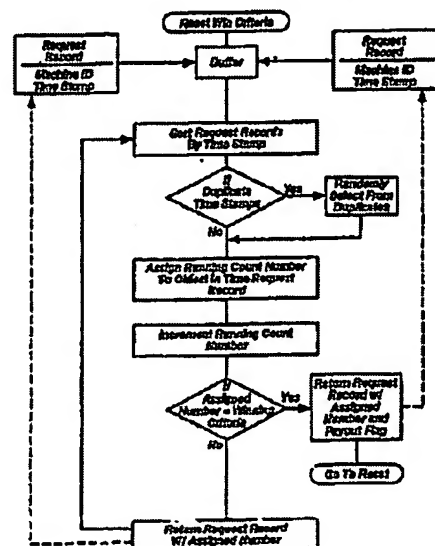 Reset Win Criteria
Request
Record
Machine ID
Time Stamp
Buffer
Request
Record
Machine ID
Time Stamp
Sort Request Records
By Time Stamp
If
Duplicate
Time Stamps
Yes
Randomly
Select From
Duplicates
No
Assign Running Count Number
To Oldest In Time Request
Record
Increment Running Count
Number
If
Assigned
Number = Winning
Criteria
Yes
Return Request
Record W/
Assigned
Number and
Payout Flag
No
Go To Reset
Return Request Record
W/ Assigned Number